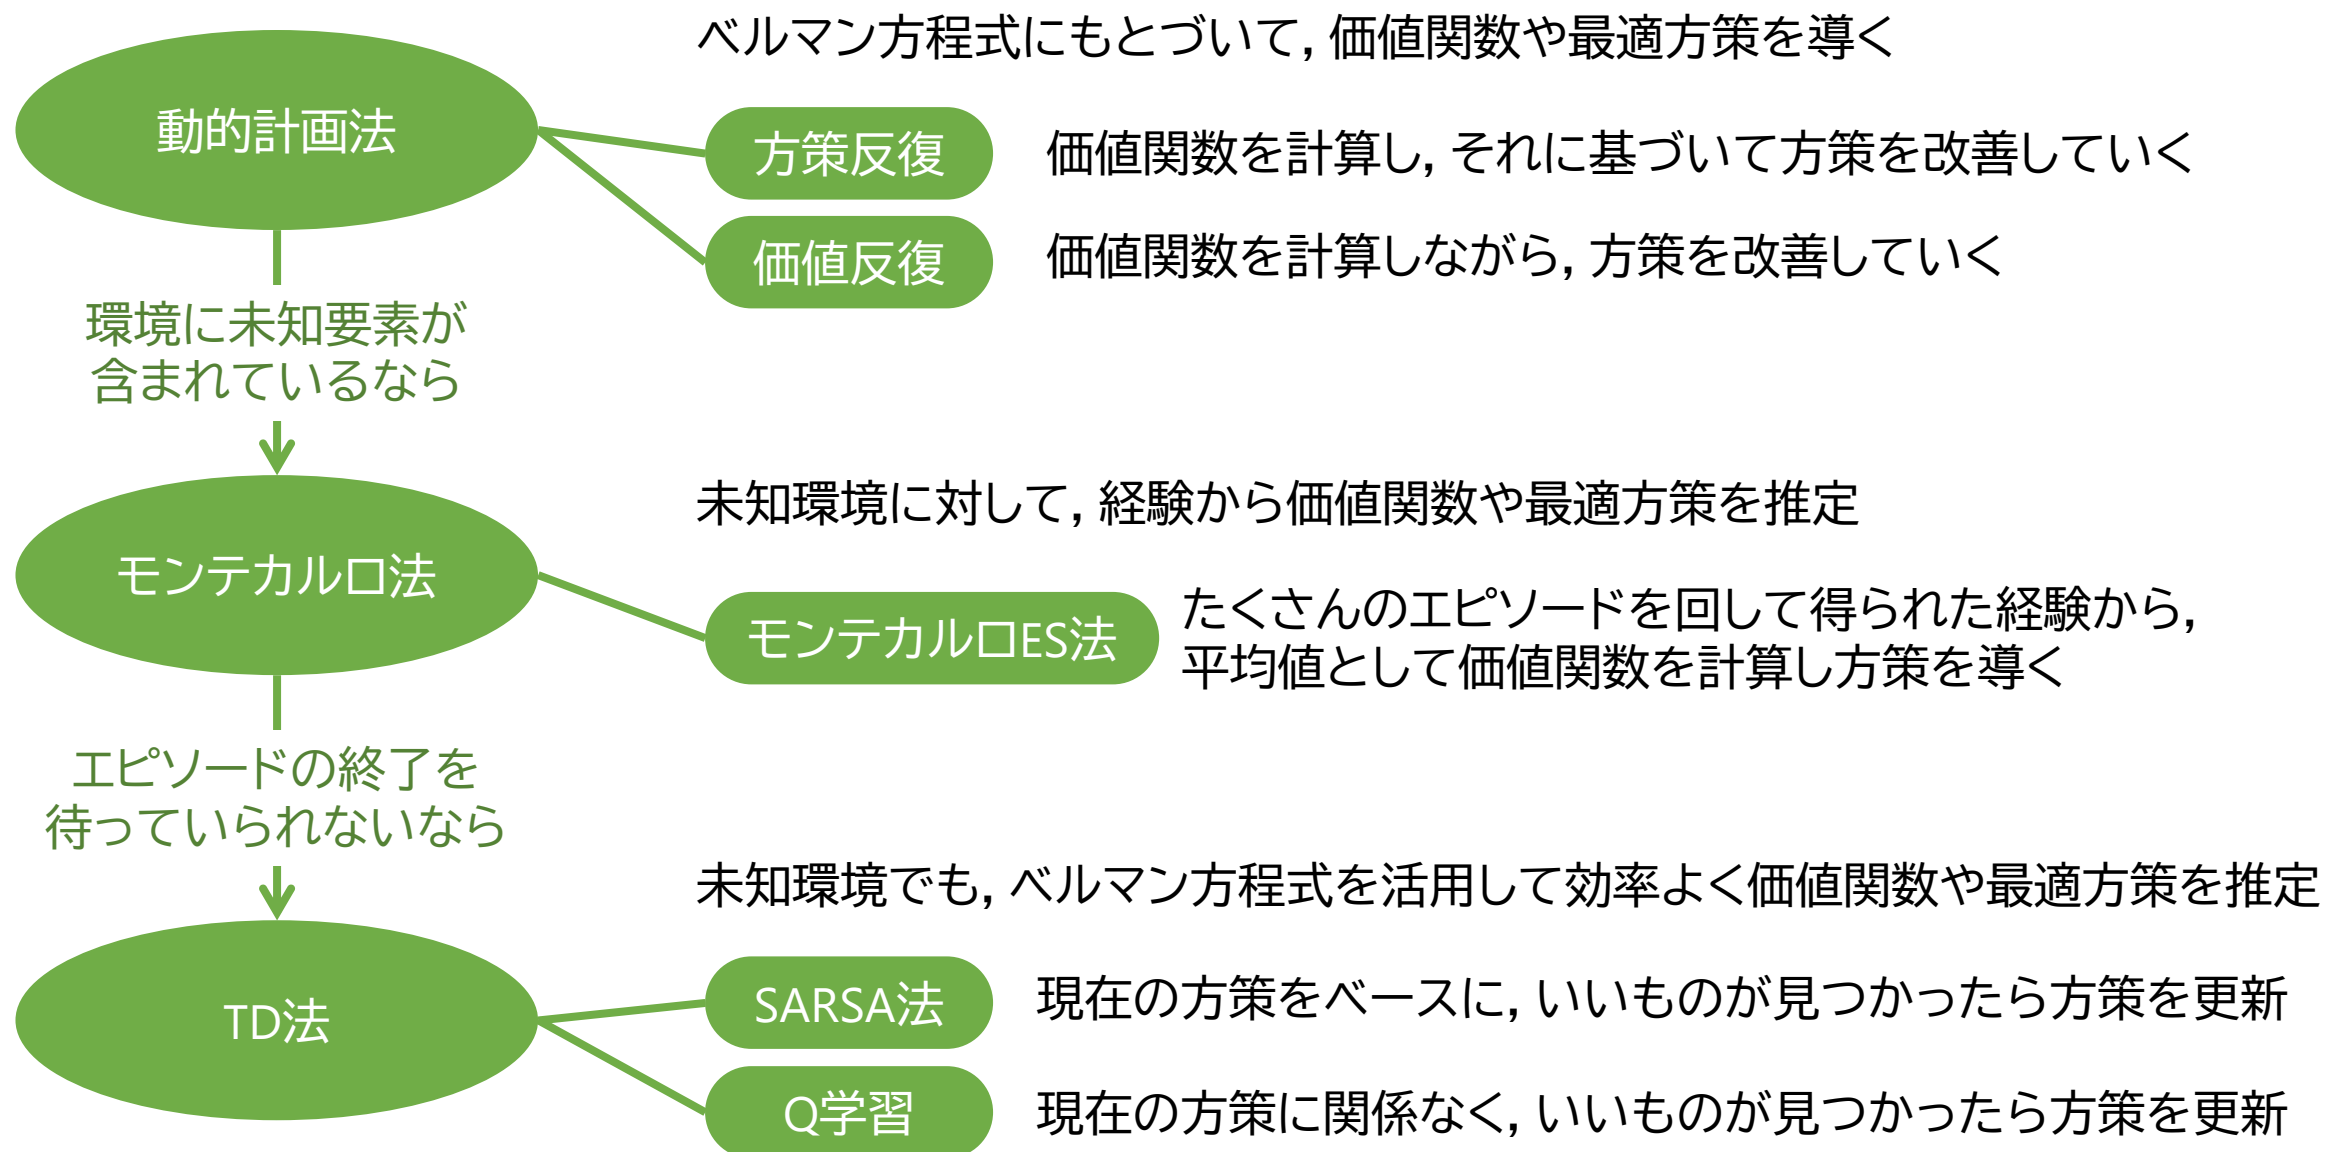 ベルマン方程式にもとづいて, 価値関数や最適方策を導く
動的計画法
方策反復
価値関数を計算し, それに基づいて方策を改善していく
価値反復
価値関数を計算しながら, 方策を改善していく
環境に未知要素が
含まれているなら
未知環境に対して, 経験から価値関数や最適方策を推定
モンテカルロ法
モンテカルロES法
たくさんのエピソードを回して得られた経験から,
平均値として価値関数を計算し方策を導く
エピソードの終了を
待っていられないなら
未知環境でも, ベルマン方程式を活用して効率よく価値関数や最適方策を推定
TD法
SARSA法
現在の方策をベースに, いいものが見つかったら方策を更新
Q学習
現在の方策に関係なく, いいものが見つかったら方策を更新